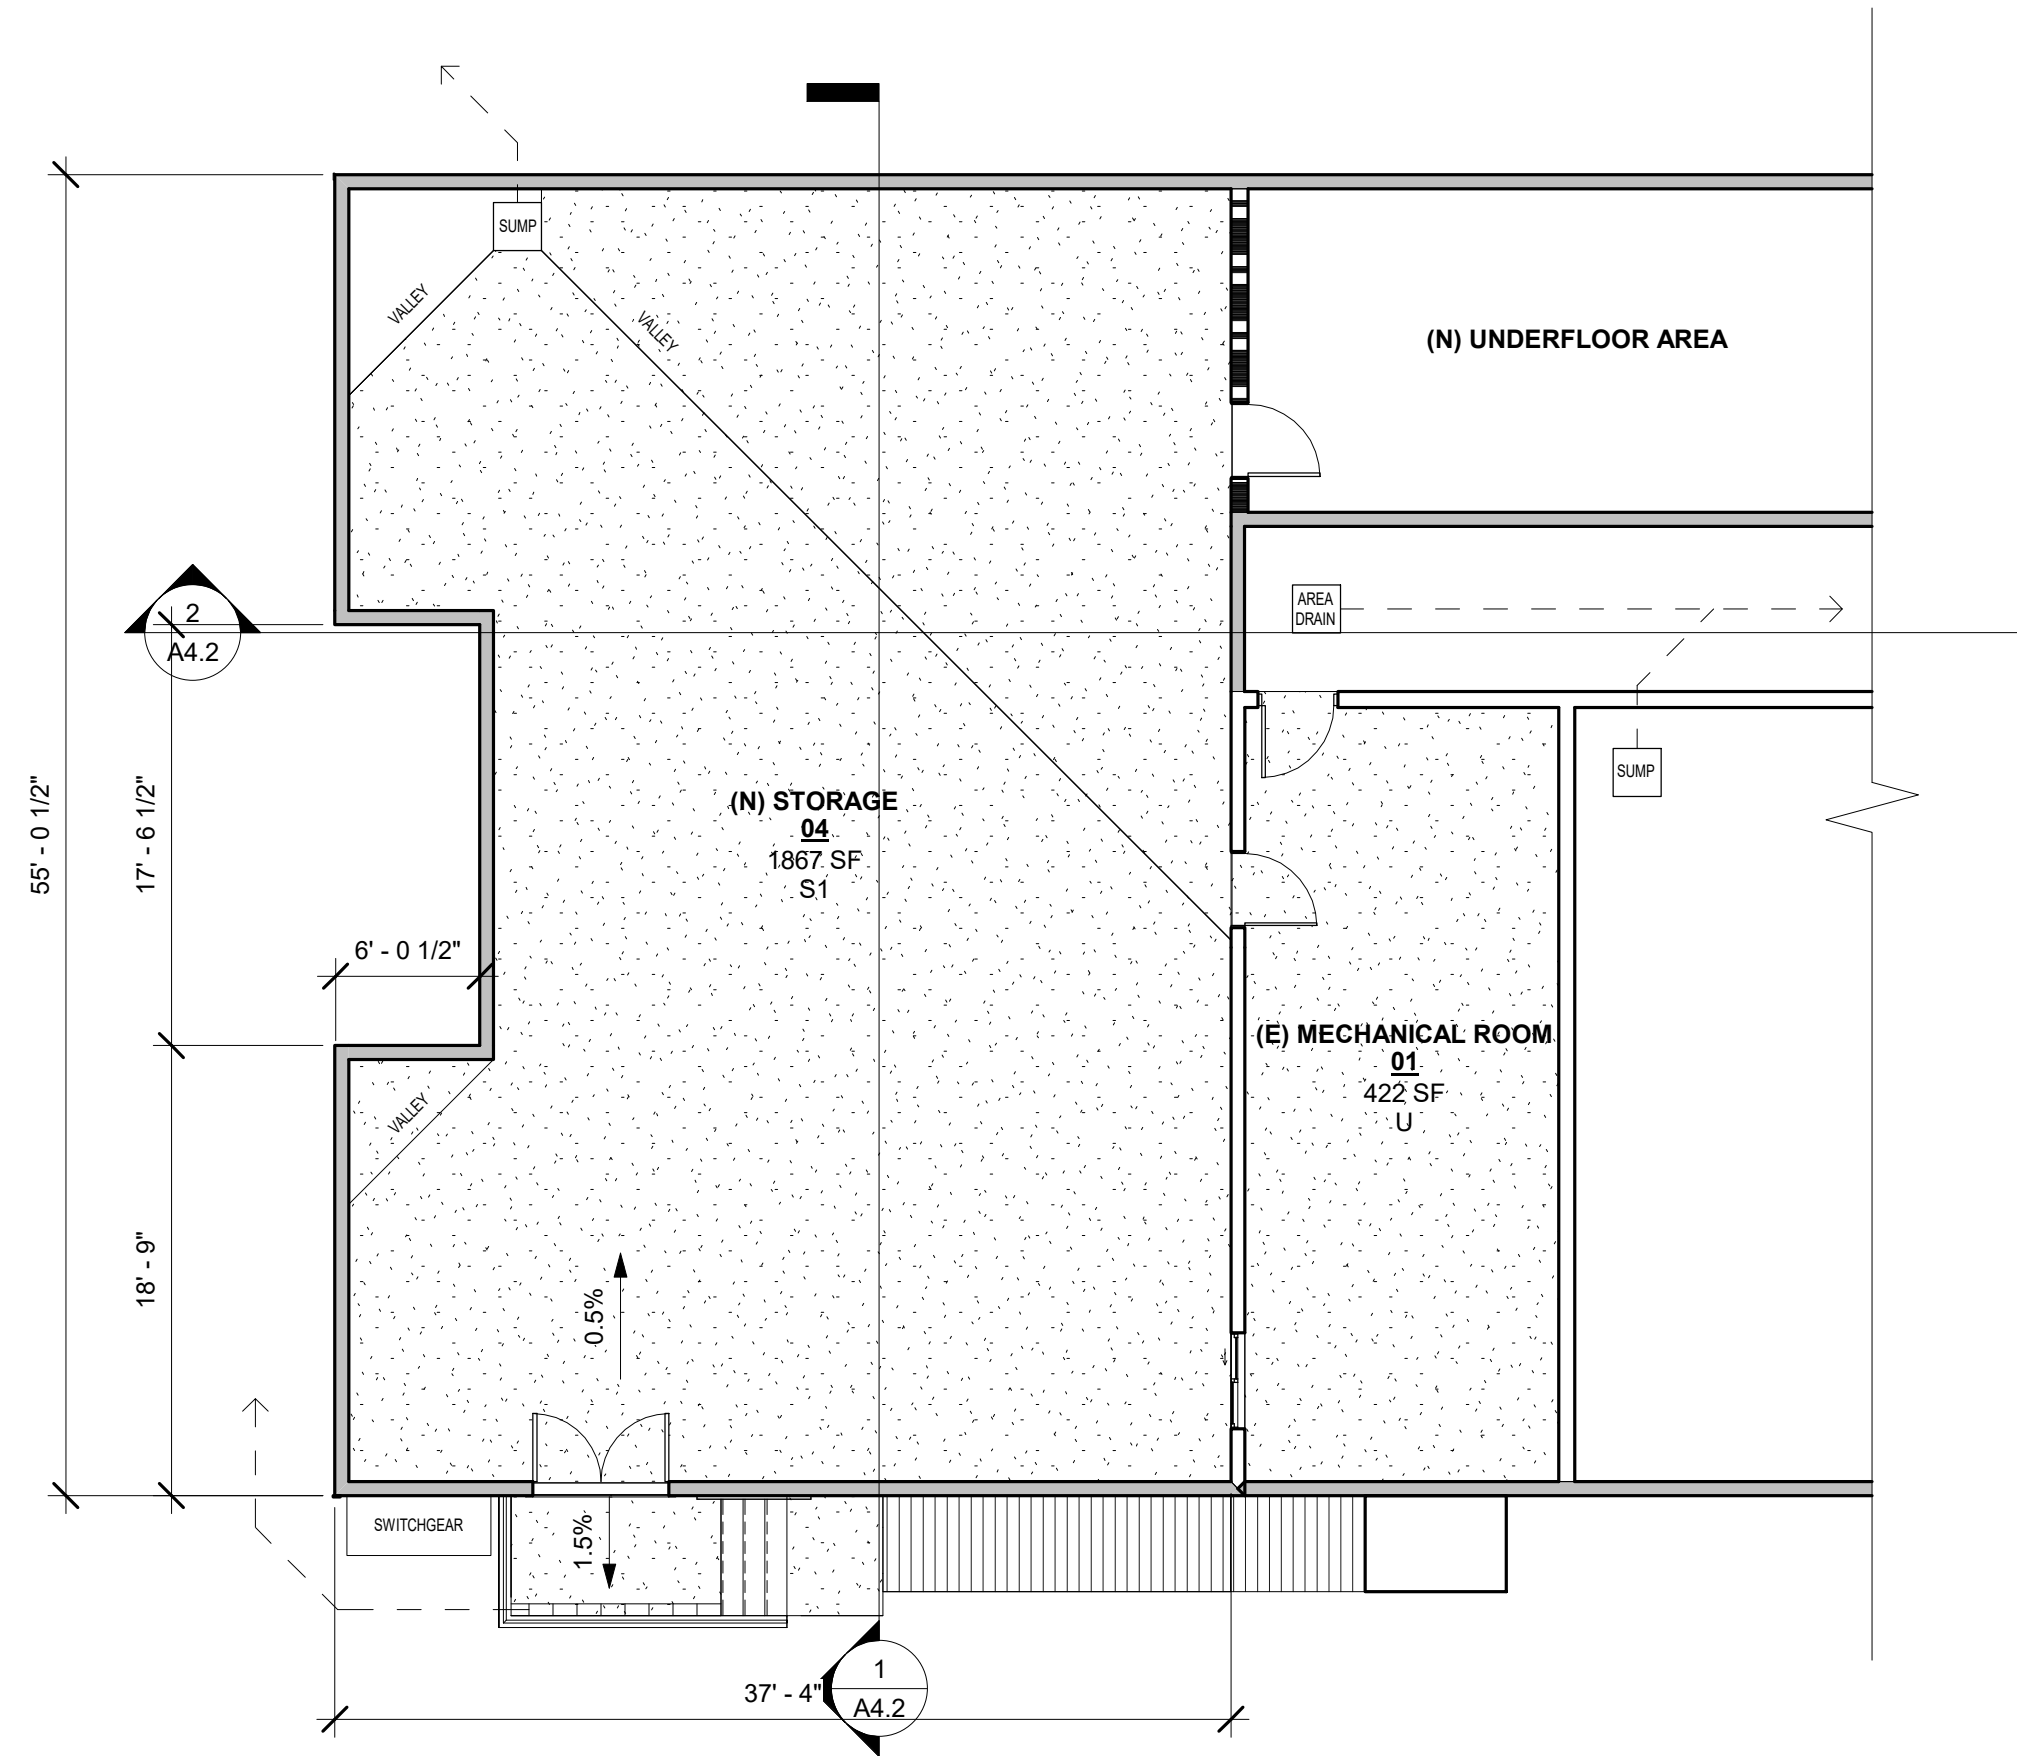 SUMP
VALLEY
VALLEY
(N) UNDERFLOOR AREA
2
A4.2
AREA
DRAIN
SUMP
55' - 0 1/2"
17' - 6 1/2"
(N) STORAGE
04
1867 SF
S1
6' - 0 1/2"
(E) MECHANICAL ROOM
01
422 SF
U
VALLEY
18' - 9"
0.5%
SWITCHGEAR
1.5%
37' - 4"
1
A4.2